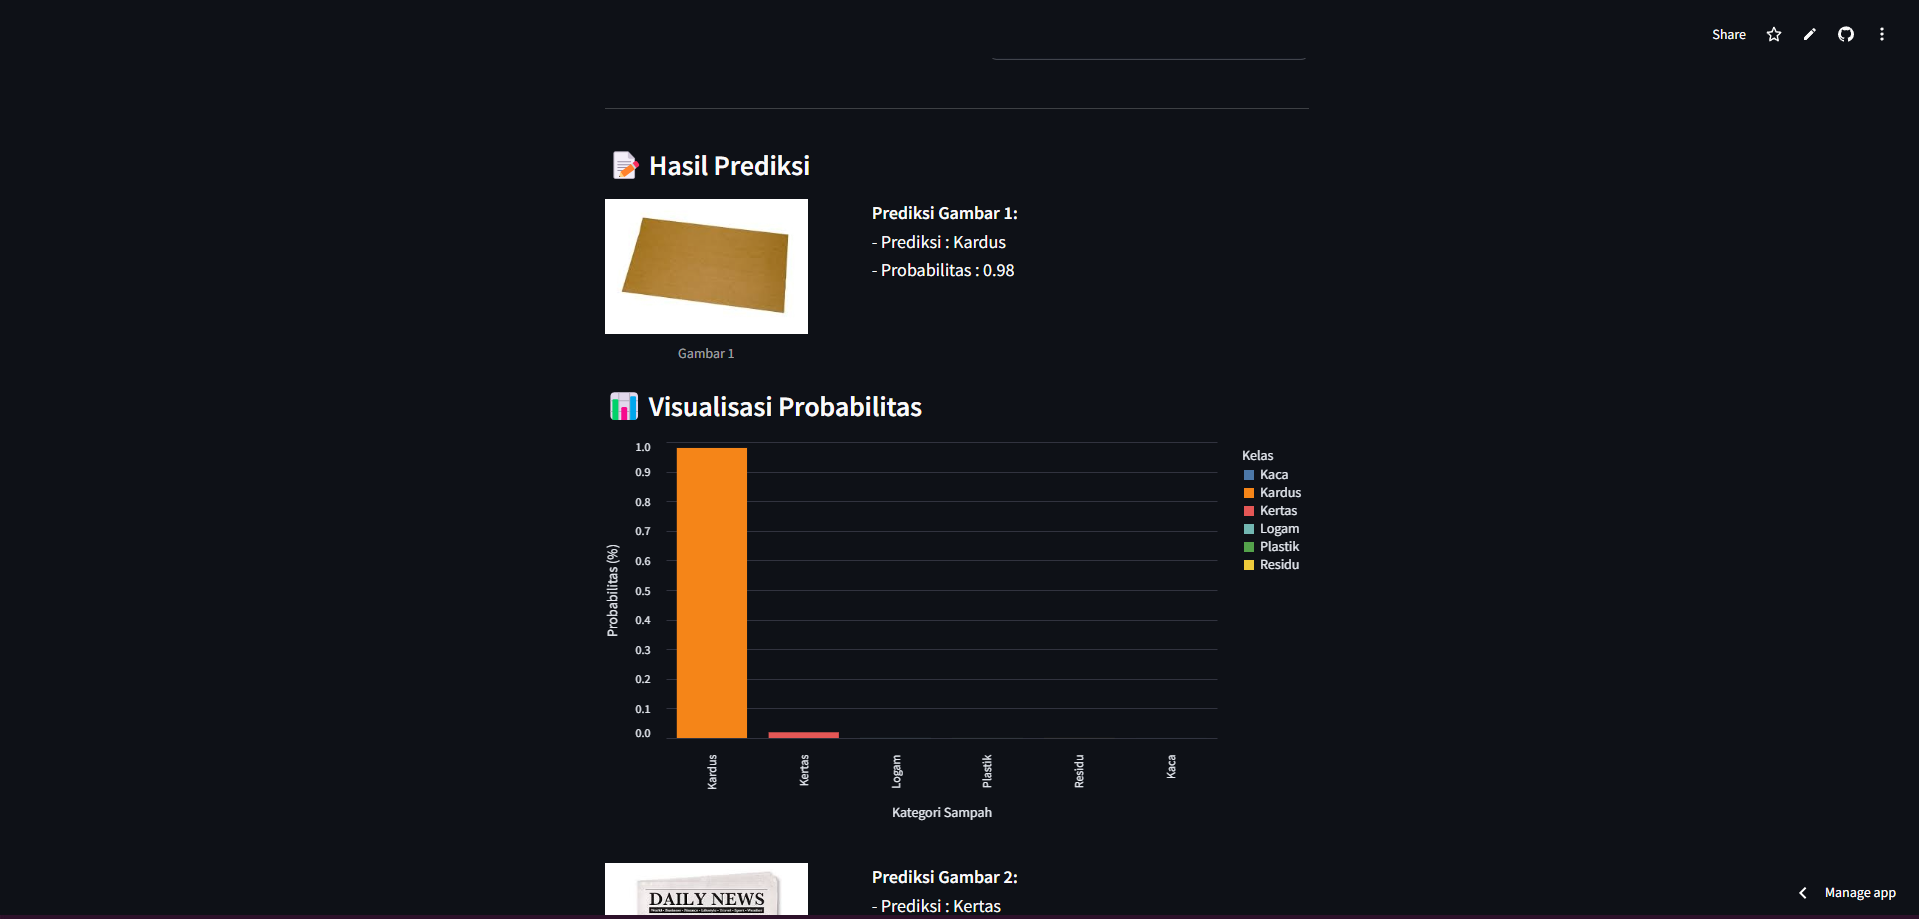 Share
Hasil Prediksi
Prediksi Gambar 1:
- Prediksi : Kardus
- Probabilitas : 0.98
Gambar 1
Visualisasi Probabilitas
Probabilitas (%)
1.0
0.9
0.8
0.7
0.6
0.5
0.4
0.3
0.2
0.1
0.0
Kardus
Kertas
Logam
Plastik
Residu
Kaca
Kategori Sampah
Kelas
Kaca
Kardus
Kertas
Logam
Plastik
Residu
DAILY NEWS
Prediksi Gambar 2:
- Prediksi : Kertas
Manage app